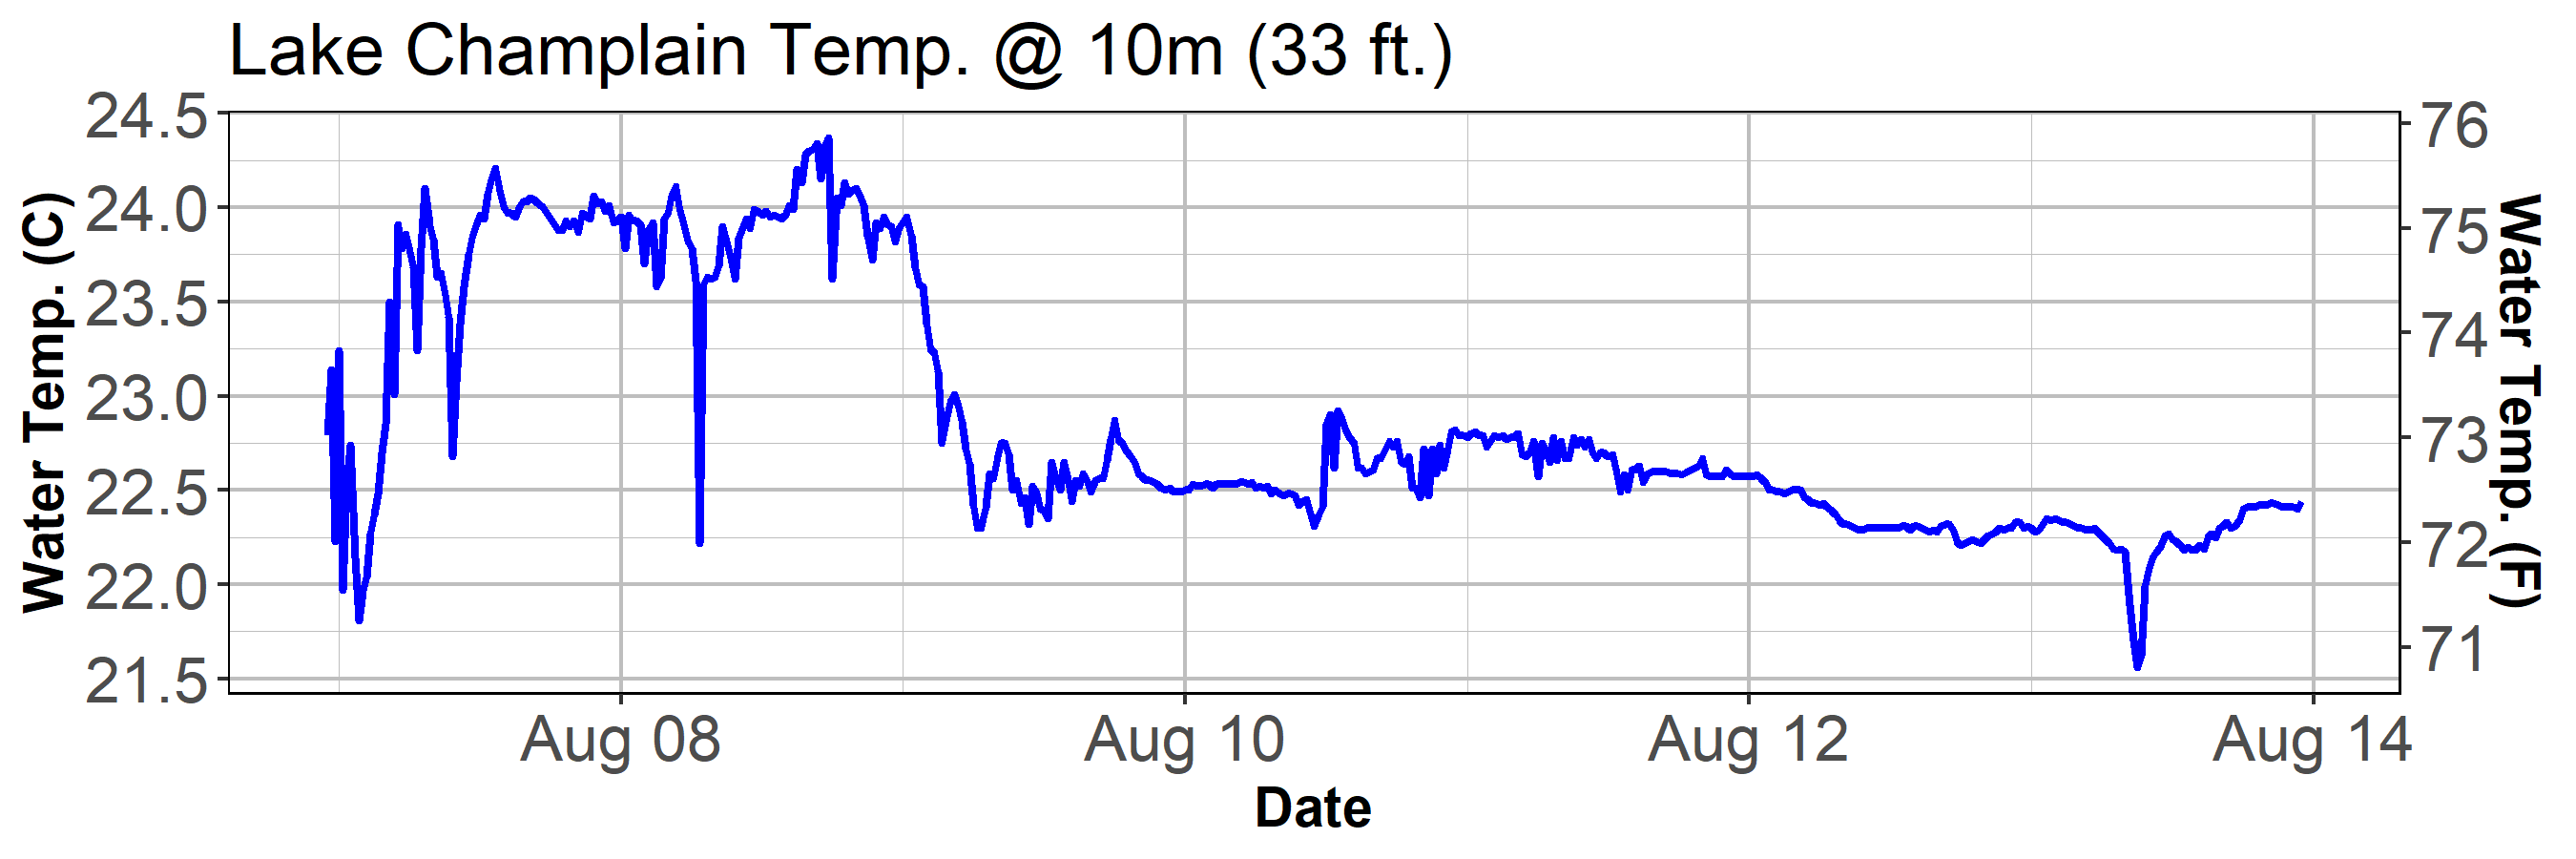 Lake Champlain Temp. @ 10m (33 ft.)
Water Temp. (C)
24.5
24.0
23.5
23.0
22.5
22.0
21.5
76
75
74
73
72
71
Water Temp. (F)
Aug 08
Aug 10
Aug 12
Aug 14
Date